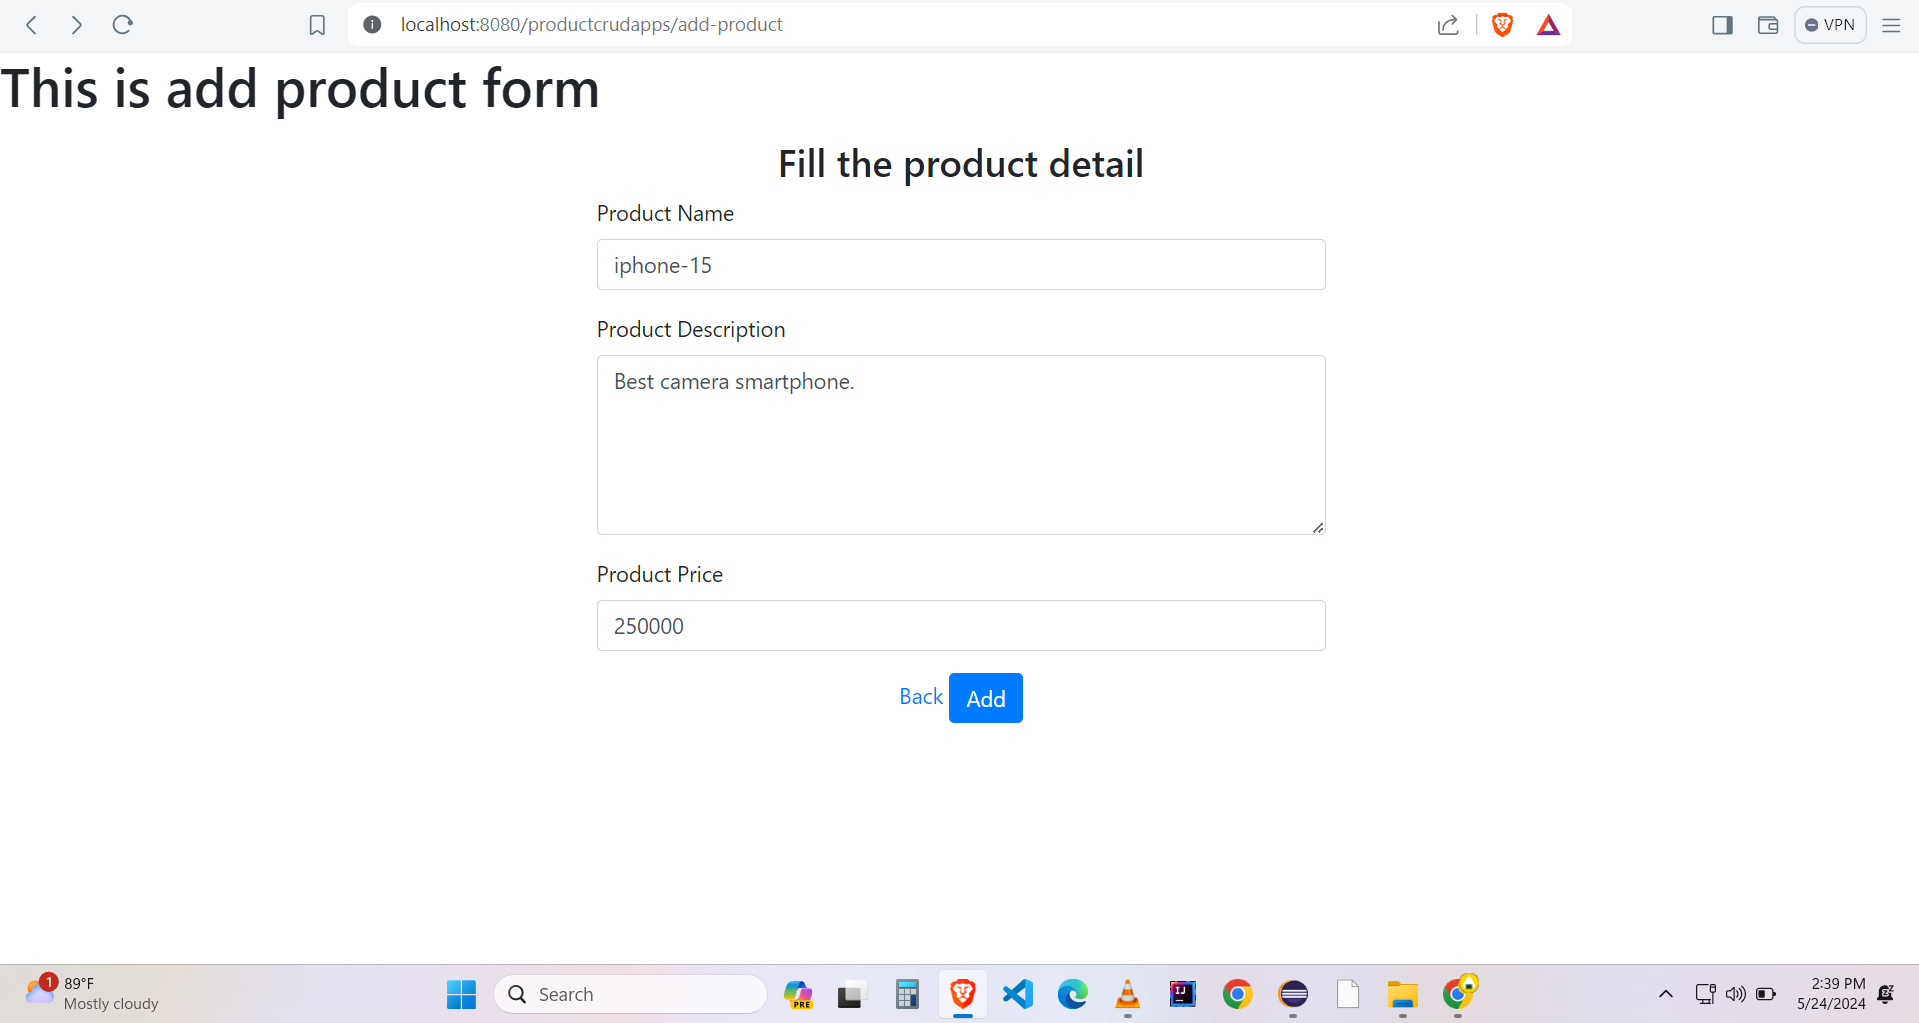 localhost:8080/productcrudapps/add-product
VPN
This is add product form
Fill the product detail
Product Name
iphone-15
Product Description
Best camera smartphone.
Product Price
250000
Back Add
1
89°F
Mostly cloudy
Search
PRE
IJ
2:39 PM
5/24/2024